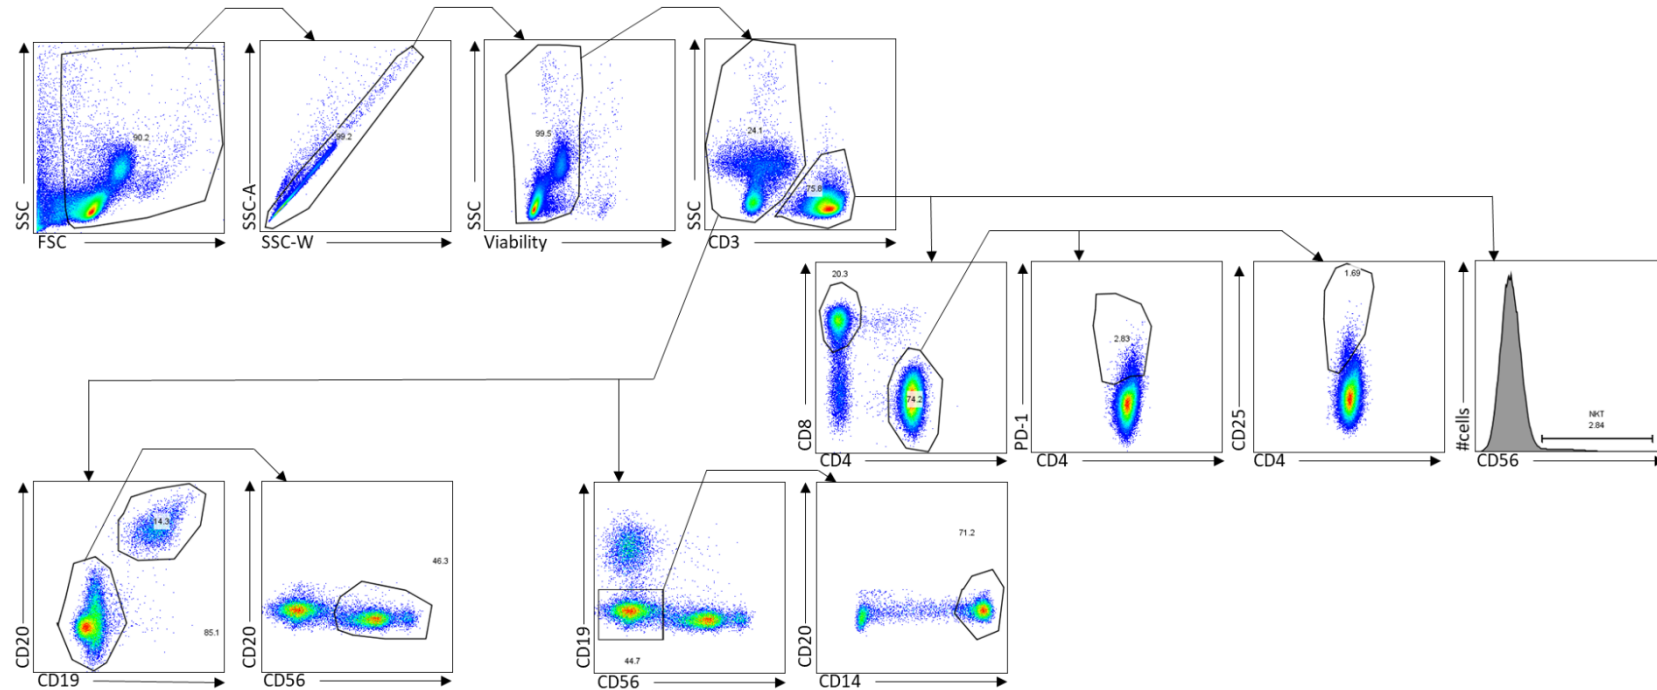 90.2
SSC
FSC
99.2
SSC-A
SSC-W
99.5
SSC
Viability
24.1
75.8
SSC
CD3
20.3
74.2
CD8
CD4
2.83
PD-1
CD4
1.69
CD25
CD4
NKT
2.84
#cells
CD56
14.3
85.1
CD20
CD19
46.3
CD20
CD56
44.7
CD19
CD56
71.2
CD20
CD14